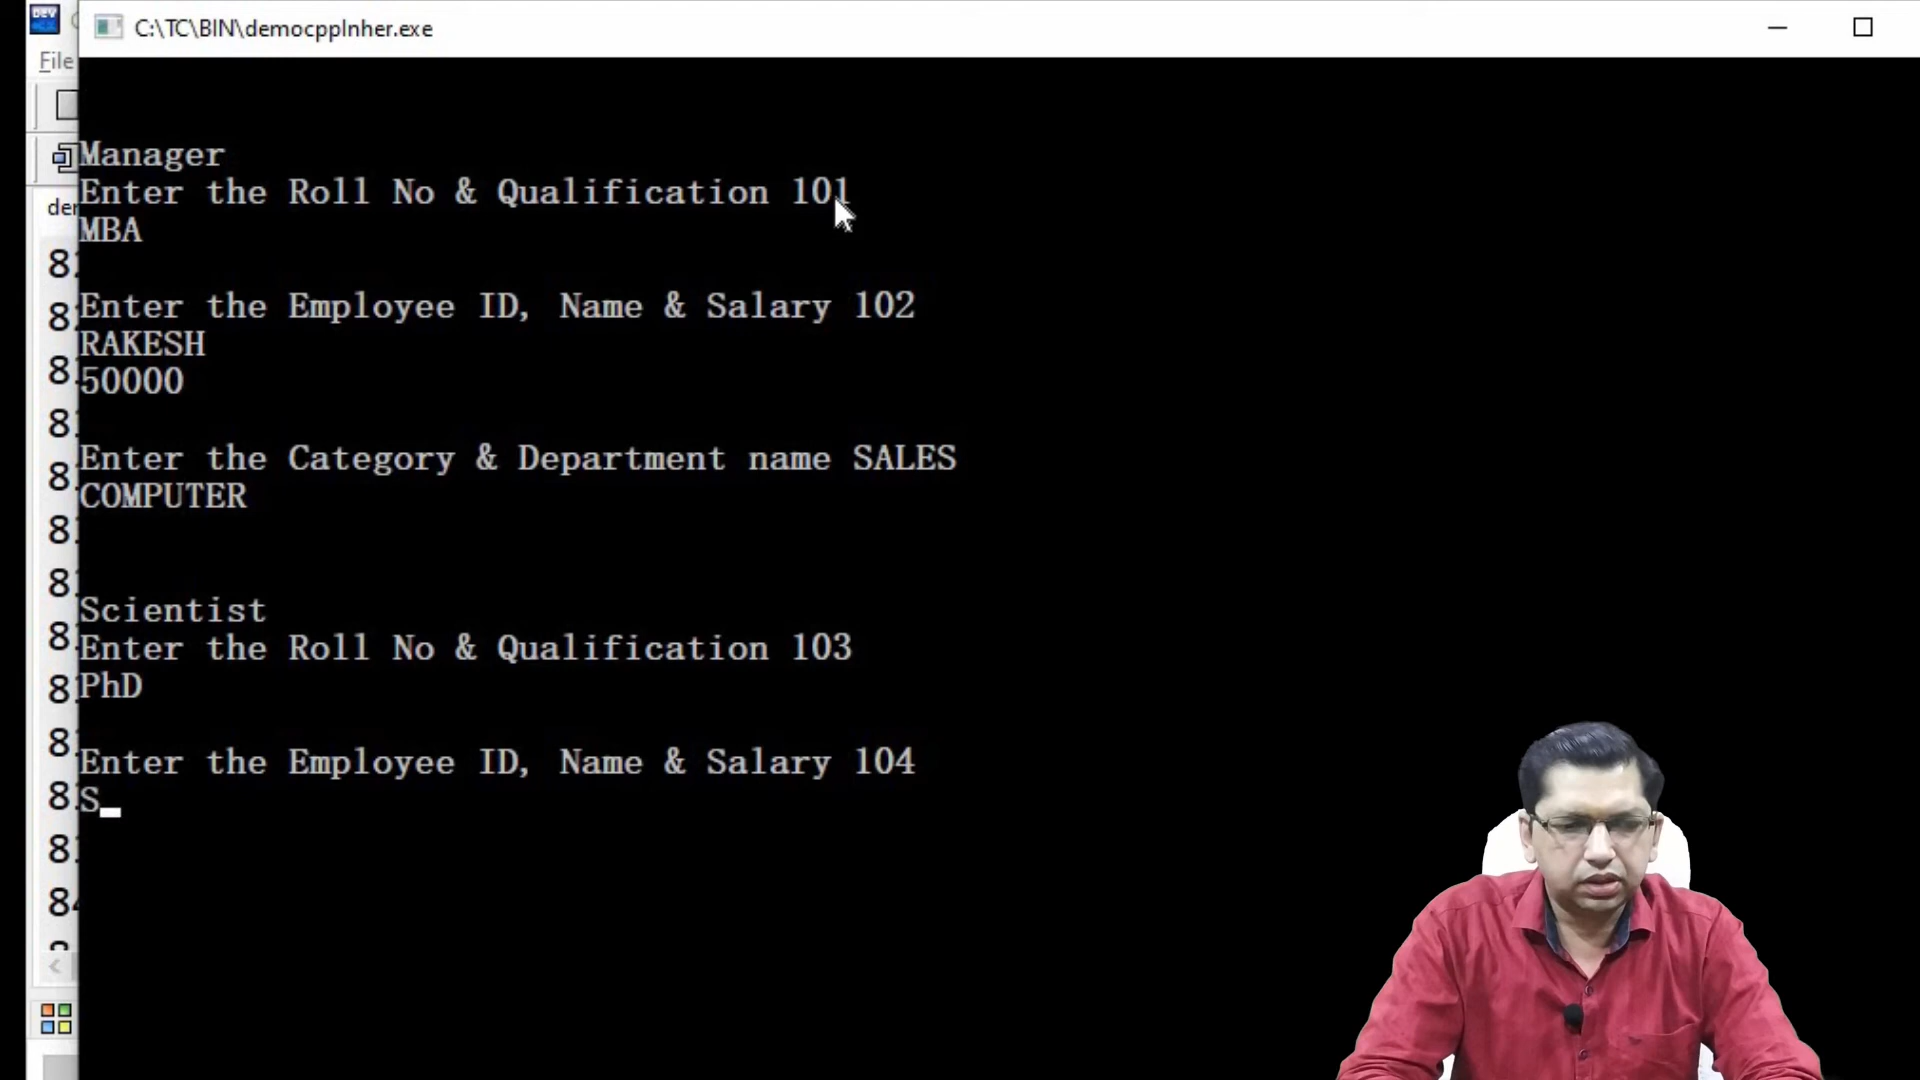 DEV
C:\TC\BIN\democppInher.exe
File
Manager
Enter the Roll No & Qualification 101
MBA
Enter the Employee ID, Name & Salary 102
RAKESH
50000
Enter the Category & Department name SALES
COMPUTER
Scientist
Enter the Roll No & Qualification 103
PhD
Enter the Employee ID, Name & Salary 104
S